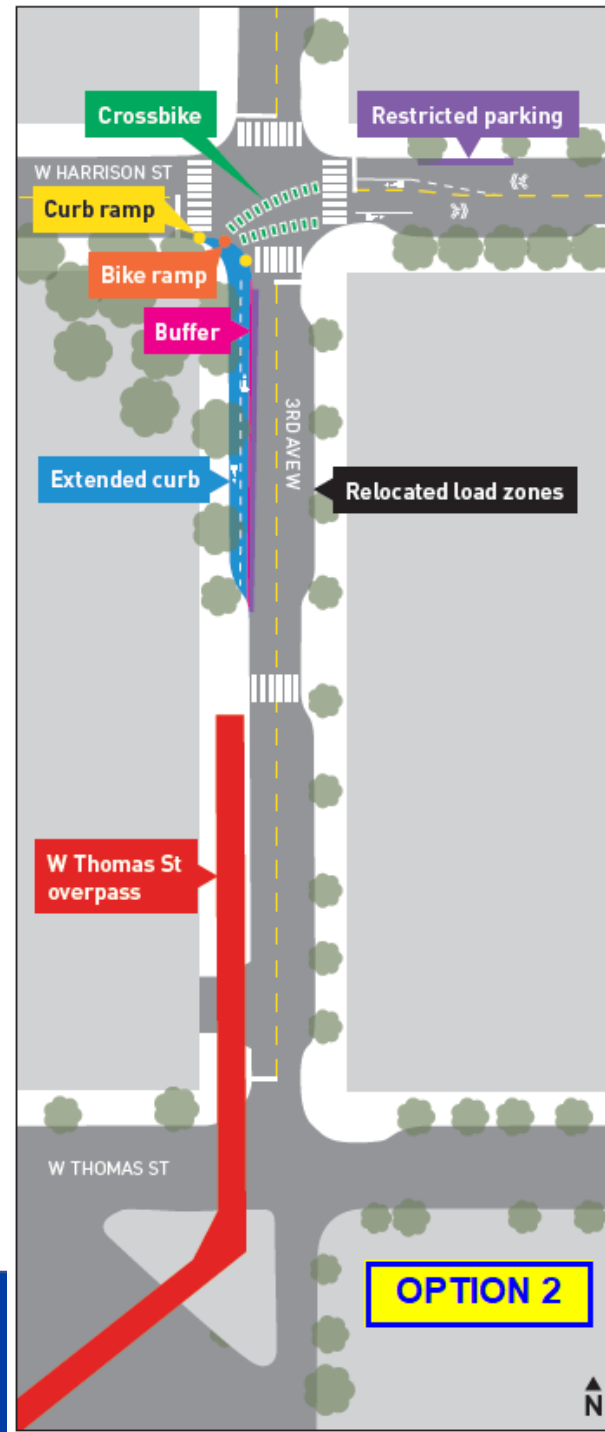 Crossbike
Restricted parking
W HARRISON ST
Curb ramp
Bike ramp
Buffer
3RD AVE W
Extended curb
Relocated load zones
W Thomas St
overpass
W THOMAS ST
OPTION 2
N